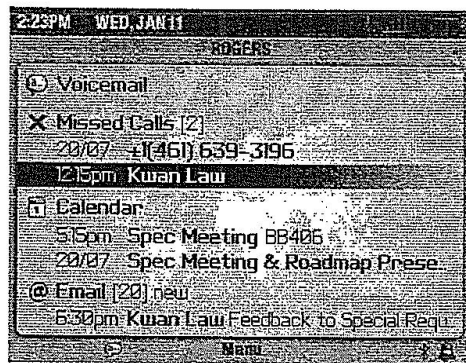 2:23PM WED, JAN 11
ROGERS
Voicemail
Missed Calls [2]
20/07 +1(461) 639-3196
12:15pm Kwan Law
Calendar
5:15pm Spec Meeting BB406
20/07 Spec Meeting & Roadmap Prese..
@ Email [20] new
6:30pm Kwan Law Feedback to Special Requ..
Menu